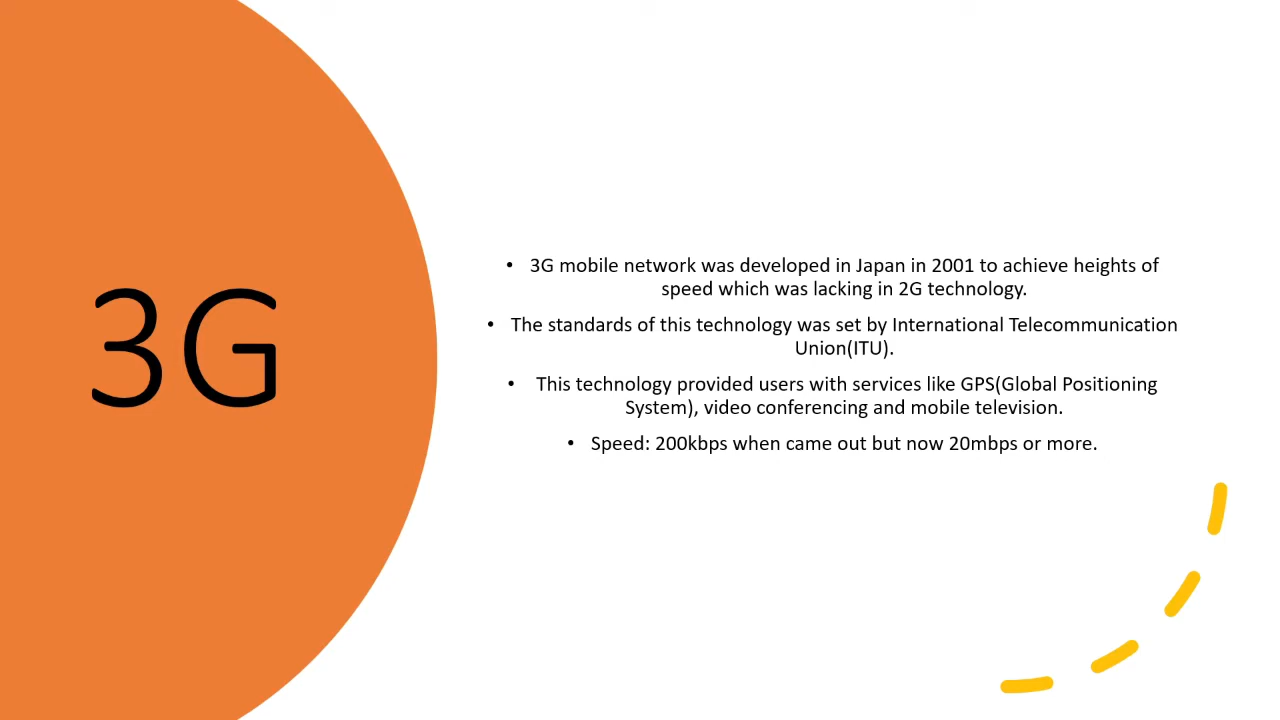 3G
• 3G mobile network was developed in Japan in 2001 to achieve heights of
speed which was lacking in 2G technology.
• The standards of this technology was set by International Telecommunication
Union(ITU).
• This technology provided users with services like GPS(Global Positioning
System), video conferencing and mobile television.
• Speed: 200kbps when came out but now 20mbps or more.